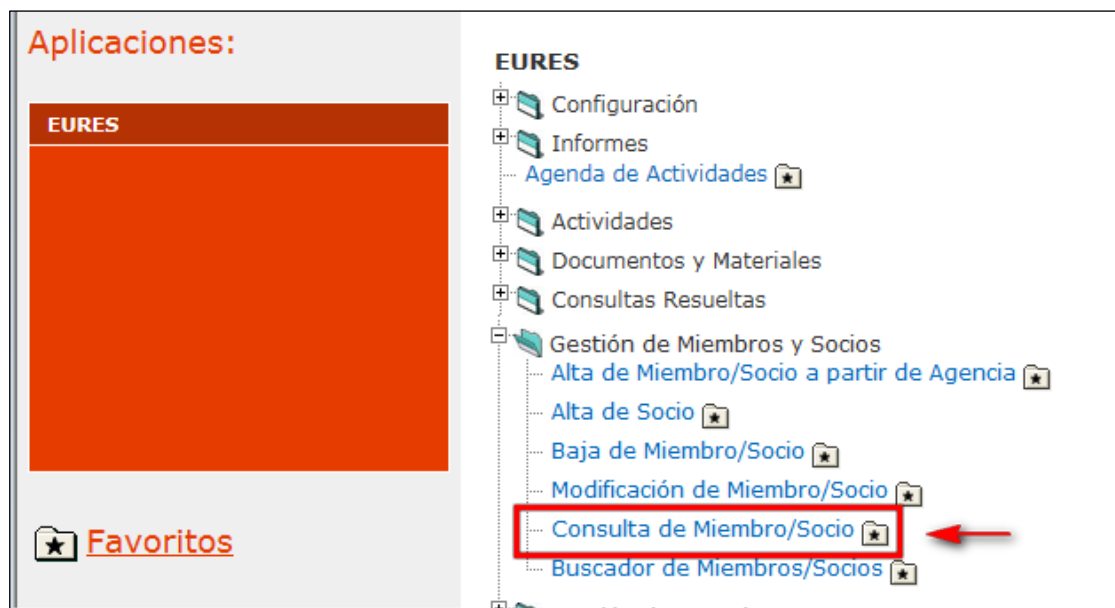 Aplicaciones:
EURES
Favoritos
EURES
Configuración
Informes
Agenda de Actividades
Actividades
Documentos y Materiales
Consultas Resueltas
Gestión de Miembros y Socios
Alta de Miembro/Socio a partir de Agencia
Alta de Socio
Baja de Miembro/Socio
Modificación de Miembro/Socio
Consulta de Miembro/Socio
Buscador de Miembros/Socios